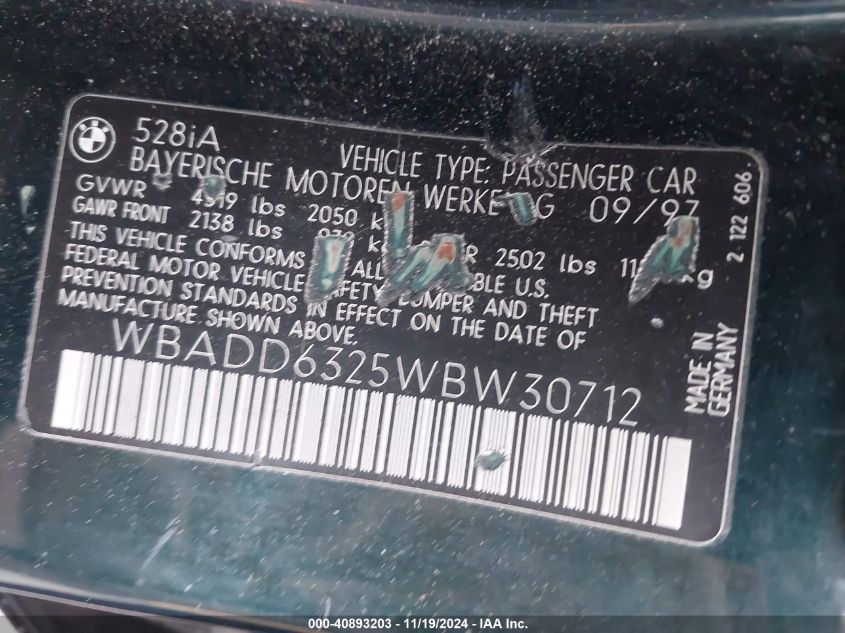 528iA VEHICLE TYPE: PASSENGER CAR
BAYERISCHE MOTOREN WERKE 09/97
GVWR lbs 2050
GAWR FRONT 2138 lbs 2502 lbs
THIS VEHICLE CONFORMS ALL
FEDERAL MOTOR VEHICLE U.S.
PREVENTION STANDARDS IN EFFECT AND THEFT
MANUFACTURE SHOWN ABOVE. ON THE DATE OF
WBADD6325WBW30712
MADE IN
GERMANY
2 122 606
000-40893203 - 11/19/2024 - IAA Inc.